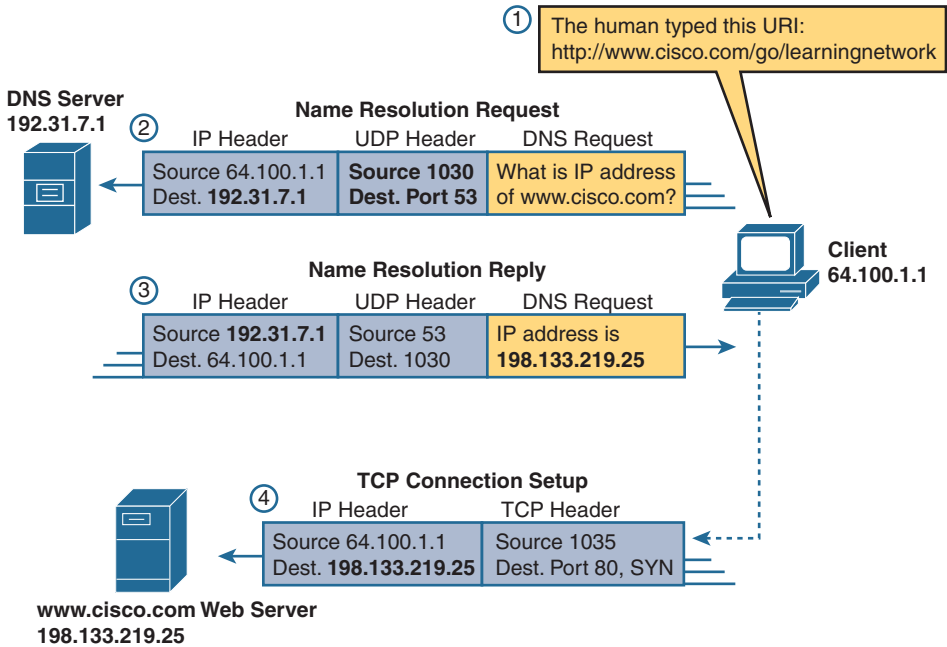 1
The human typed this URI:
http://www.cisco.com/go/learningnetwork
DNS Server
192.31.7.1
2
Name Resolution Request
IP Header UDP Header DNS Request
Source 64.100.1.1 Source 1030 What is IP address
Dest. 192.31.7.1 Dest. Port 53 of www.cisco.com?
Client
64.100.1.1
Name Resolution Reply
3
IP Header UDP Header DNS Request
Source 192.31.7.1 Source 53 IP address is
Dest. 64.100.1.1 Dest. 1030 198.133.219.25
TCP Connection Setup
4
IP Header TCP Header
Source 64.100.1.1 Source 1035
Dest. 198.133.219.25 Dest. Port 80, SYN
www.cisco.com Web Server
198.133.219.25